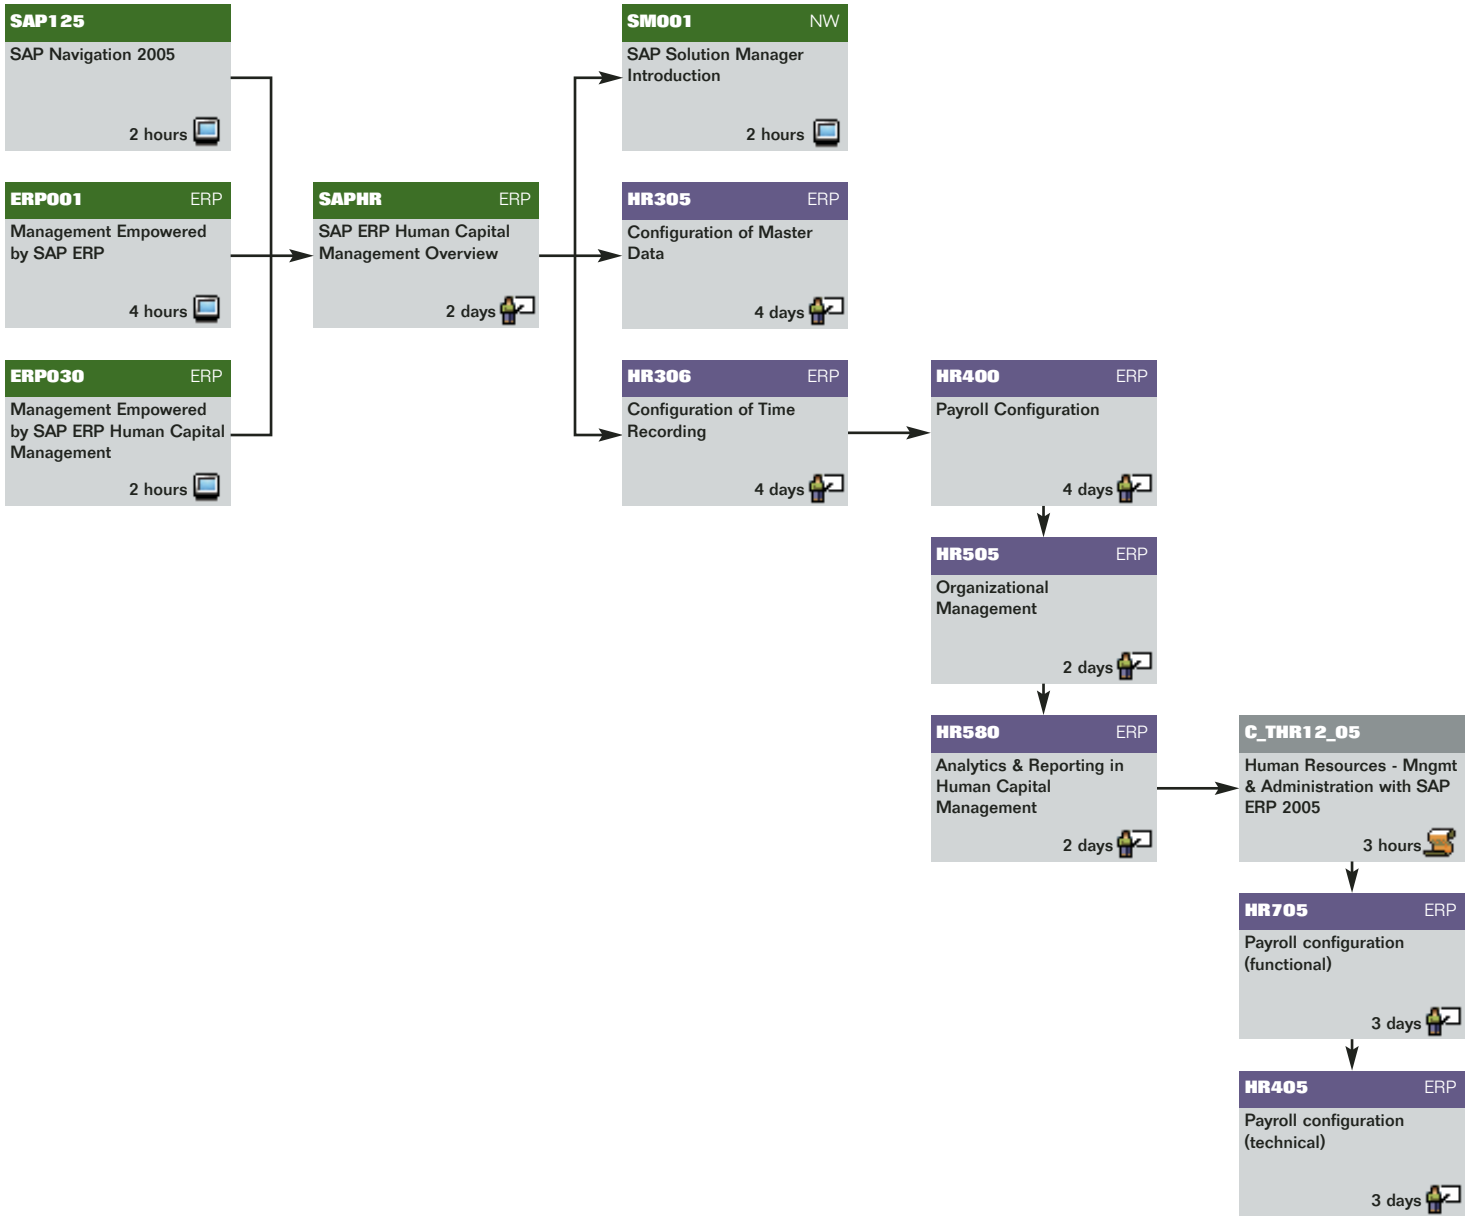 SAP125
SAP Navigation 2005
2 hours
ERP001 ERP
Management Empowered
by SAP ERP
4 hours
ERP030 ERP
Management Empowered
by SAP ERP Human Capital
Management
2 hours
SAPHR ERP
SAP ERP Human Capital
Management Overview
2 days
SM001 NW
SAP Solution Manager
Introduction
2 hours
HR305 ERP
Configuration of Master
Data
4 days
HR306 ERP
Configuration of Time
Recording
4 days
HR400 ERP
Payroll Configuration
4 days
HR505 ERP
Organizational
Management
2 days
HR580 ERP
Analytics & Reporting in
Human Capital
Management
2 days
C_THR12_05
Human Resources - Mngmt
& Administration with SAP
ERP 2005
3 hours
HR705 ERP
Payroll configuration
(functional)
3 days
HR405 ERP
Payroll configuration
(technical)
3 days